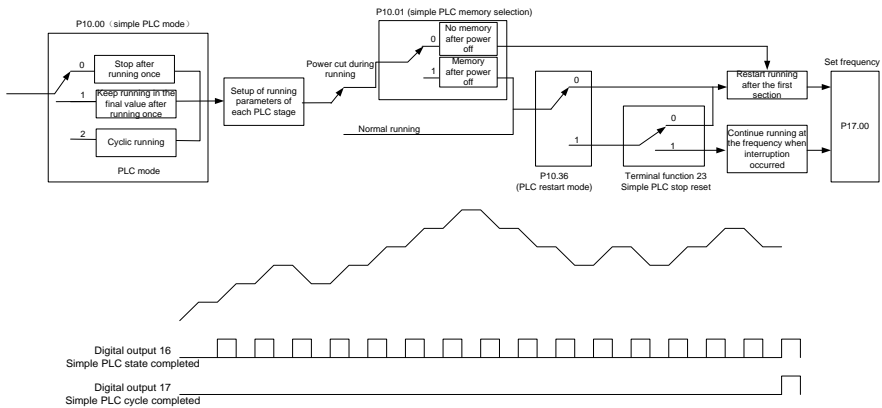 P10.00（simple PLC mode）
0
Stop after
running once
1
Keep running in the
final value after
running once
2
Cyclic running
PLC mode
Setup of running
parameters of
each PLC stage
Power cut during
running
Normal running
P10.01 (simple PLC memory selection)
0
No memory
after power
off
1
Memory
after power
off
0
1
P10.36
(PLC restart mode)
0
1
Terminal function 23
Simple PLC stop reset
Restart running
after the first
section
Continue running at
the frequency when
interruption
occurred
Set frequency
P17.00
Digital output 16
Simple PLC state completed
Digital output 17
Simple PLC cycle completed